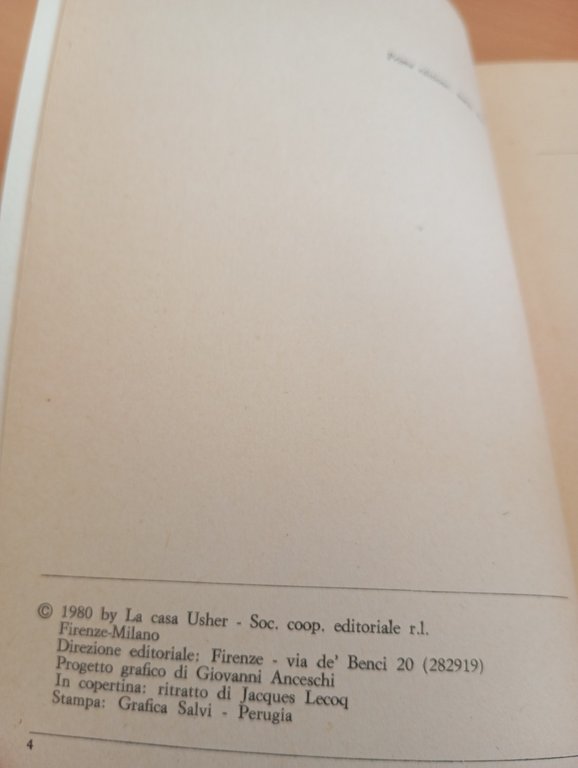 © 1980 by La casa Usher - Soc. coop. editoriale r.l.
Firenze-Milano
Direzione editoriale: Firenze - via de' Benci 20 (282919)
Progetto grafico di Giovanni Anceschi
In copertina: ritratto di Jacques Lecoq
Stampa: Grafica Salvi - Perugia
4